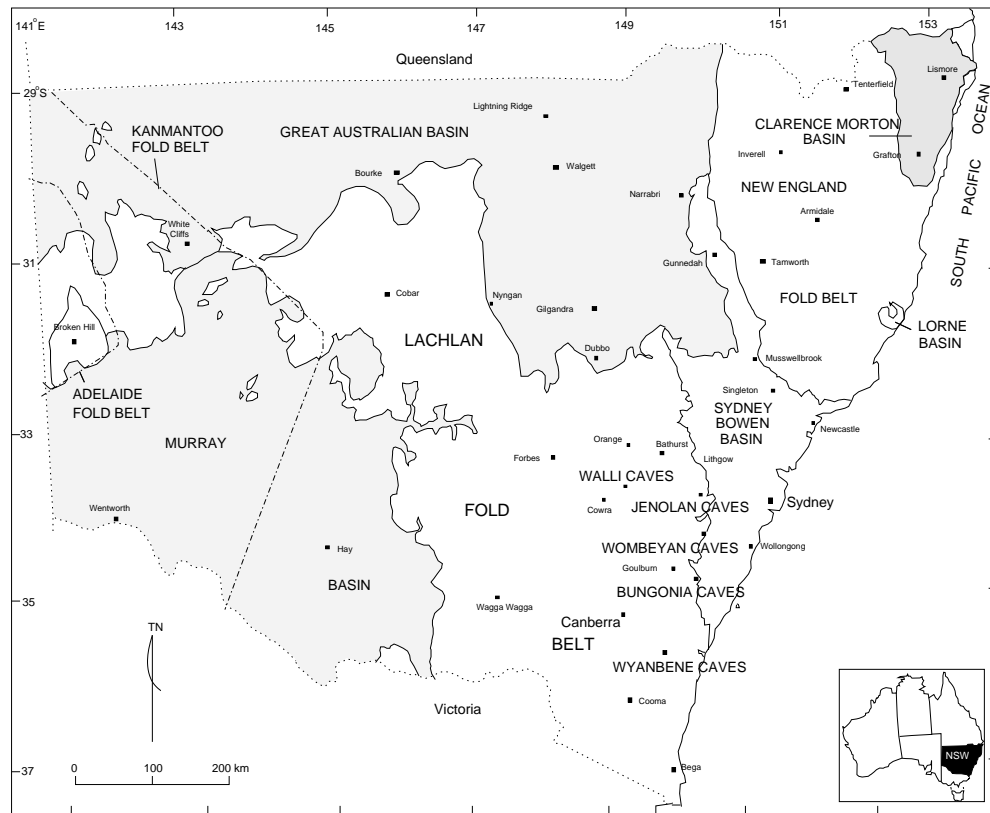 141°E
143
145
147
149
151
153
Queensland
Lismore
Tenterfield
29°S
Lightning Ridge
KANMANTOO
FOLD BELT
GREAT AUSTRALIAN BASIN
CLARENCE MORTON
BASIN
SOUTH PACIFIC OCEAN
Inverell
Grafton
Bourke
Walgett
NEW ENGLAND
Narrabri
Armidale
White
Cliffs
31
Gunnedah
Tamworth
Cobar
Nyngan
Gilgandra
FOLD BELT
Broken Hill
LACHLAN
LORNE
BASIN
Dubbo
Musswellbrook
ADELAIDE
FOLD BELT
Singleton
SYDNEY
BOWEN
BASIN
33
MURRAY
Newcastle
Orange
Bathurst
Forbes
Lithgow
WALLI CAVES
Cowra
JENOLAN CAVES
Sydney
Wentworth
FOLD
Hay
WOMBEYAN CAVES
Wollongong
Goulburn
BASIN
BUNGONIA CAVES
35
Wagga Wagga
Canberra
TN
BELT
WYANBENE CAVES
Victoria
Cooma
NSW
37
0
100
200 km
Bega